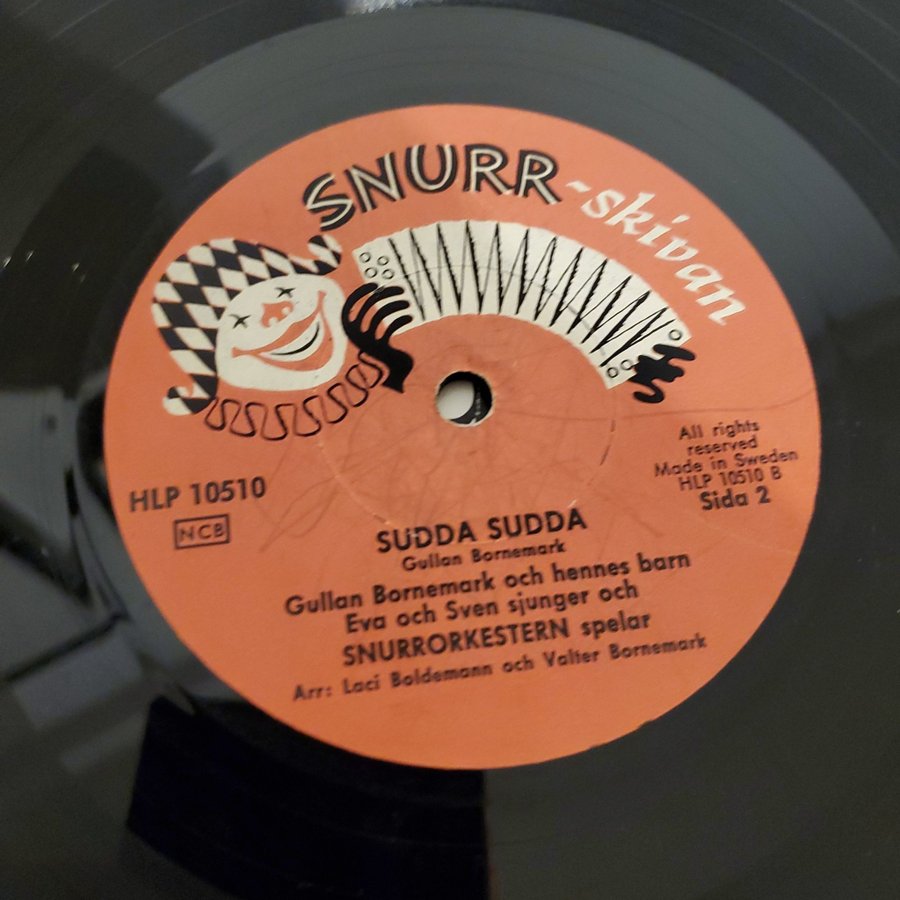 SNURR-skivan
HLP 10510
NCB
All rights
reserved
Made in Sweden
HLP 10510 B
Sida 2
SUDDA SUDDA
Gullan Bornemark
Gullan Bornemark och hennes barn
Eva och Sven sjunger och
SNURRORKESTERN spelar
Arr: Laci Boldemann och Valter Bornemark